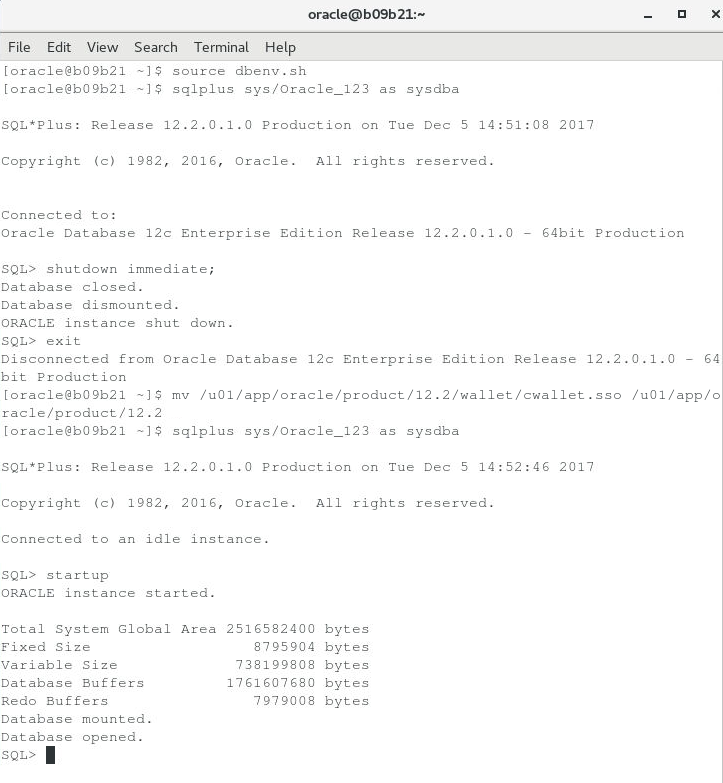 oracle@b09b21:~
File Edit View Search Terminal Help
[oracle@b09b21 ~]$ source dbenv.sh
[oracle@b09b21 ~]$ sqlplus sys/Oracle_123 as sysdba
SQL*Plus: Release 12.2.0.1.0 Production on Tue Dec 5 14:51:08 2017
Copyright (c) 1982, 2016, Oracle.  All rights reserved.
Connected to:
Oracle Database 12c Enterprise Edition Release 12.2.0.1.0 - 64bit Production
SQL> shutdown immediate;
Database closed.
Database dismounted.
ORACLE instance shut down.
SQL> exit
Disconnected from Oracle Database 12c Enterprise Edition Release 12.2.0.1.0 - 64
bit Production
[oracle@b09b21 ~]$ mv /u01/app/oracle/product/12.2/wallet/cwallet.sso /u01/app/o
racle/product/12.2
[oracle@b09b21 ~]$ sqlplus sys/Oracle_123 as sysdba
SQL*Plus: Release 12.2.0.1.0 Production on Tue Dec 5 14:52:46 2017
Copyright (c) 1982, 2016, Oracle.  All rights reserved.
Connected to an idle instance.
SQL> startup
ORACLE instance started.
Total System Global Area 2516582400 bytes
Fixed Size                  8795904 bytes
Variable Size             738199808 bytes
Database Buffers         1761607680 bytes
Redo Buffers                7979008 bytes
Database mounted.
Database opened.
SQL>